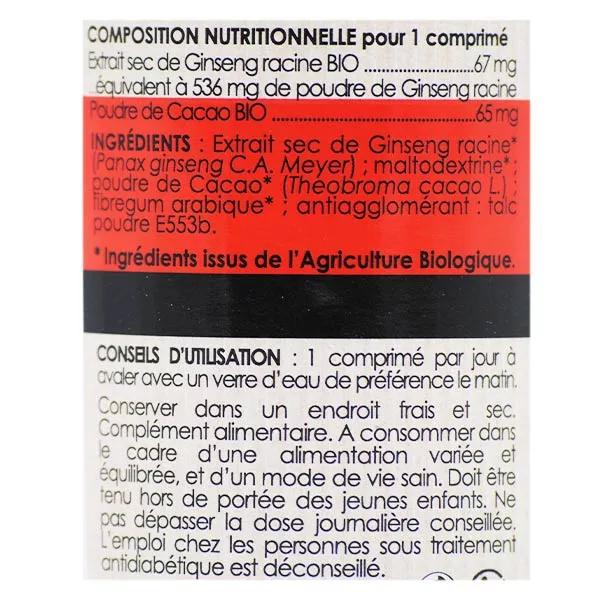 COMPOSITION NUTRITIONNELLE pour 1 comprimé
Extrait sec de Ginseng racine BIO ........................67 mg
équivalent à 536 mg de poudre de Ginseng racine
Poudre de Cacao BIO ......................................65 mg
INGRÉDIENTS : Extrait sec de Ginseng racine*
(Panax ginseng C.A. Meyer) ; maltodextrine* ;
poudre de Cacao* (Theobroma cacao L.) ;
fibregum arabique* ; antiagglomérant : talc
poudre E553b.
* Ingrédients issus de l'Agriculture Biologique.
CONSEILS D'UTILISATION : 1 comprimé par jour à
avaler avec un verre d'eau de préférence le matin.
Conserver dans un endroit frais et sec.
Complément alimentaire. A consommer dans
le cadre d'une alimentation variée et
équilibrée, et d'un mode de vie sain. Doit être
tenu hors de portée des jeunes enfants. Ne
pas dépasser la dose journalière conseillée.
L'emploi chez les personnes sous traitement
antidiabétique est déconseillé.